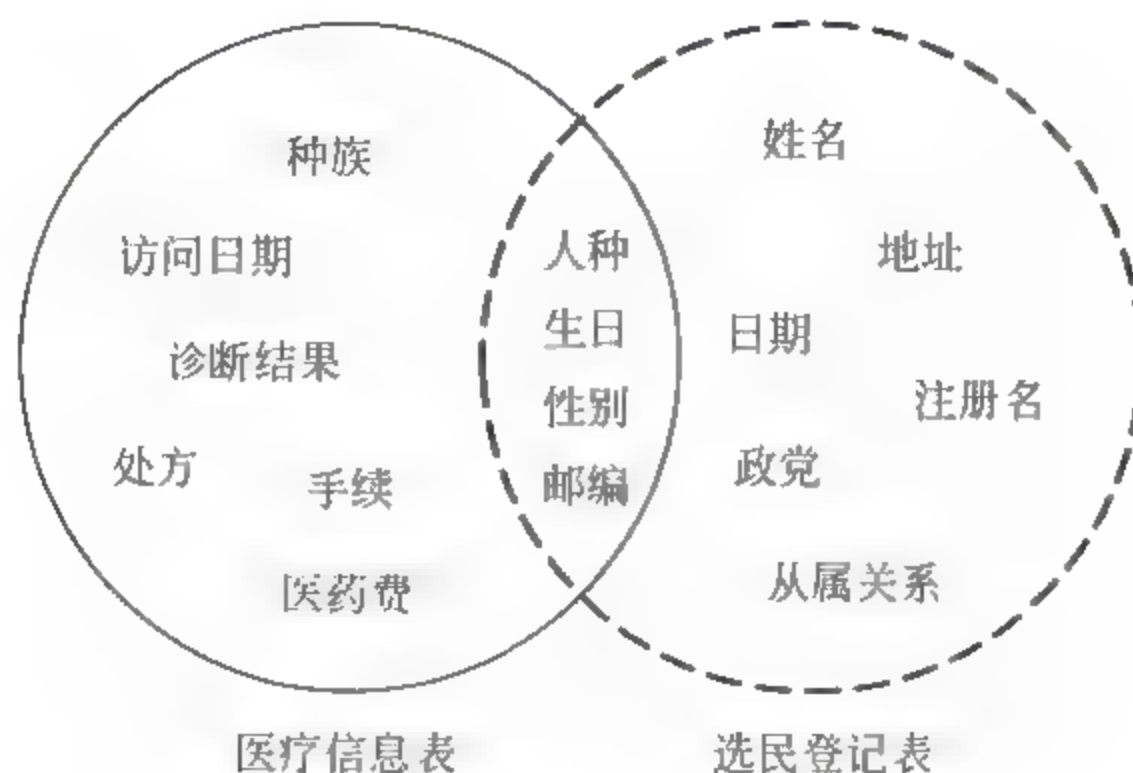 种族
访问日期
诊断结果
处方
手续
医药费
人种
生日
性别
邮编
姓名
地址
日期
注册名
政党
从属关系
医疗信息表
选民登记表